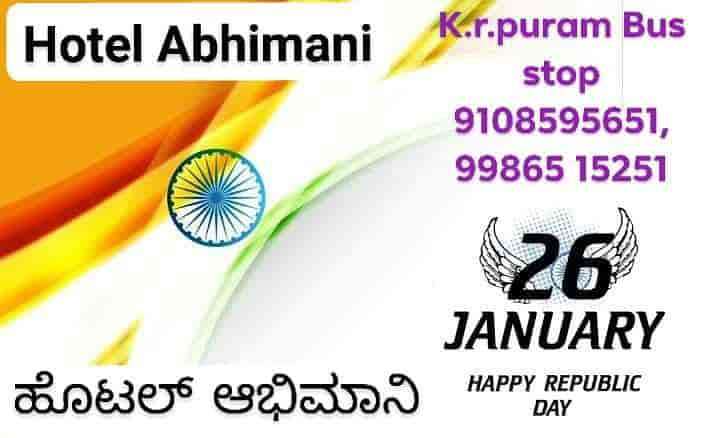 Hotel Abhimani
K.r.puram Bus
stop
9108595651,
99865 15251
26
JANUARY
HAPPY REPUBLIC
DAY
ಹೊಟಲ್ ಆಭಿಮಾನಿ